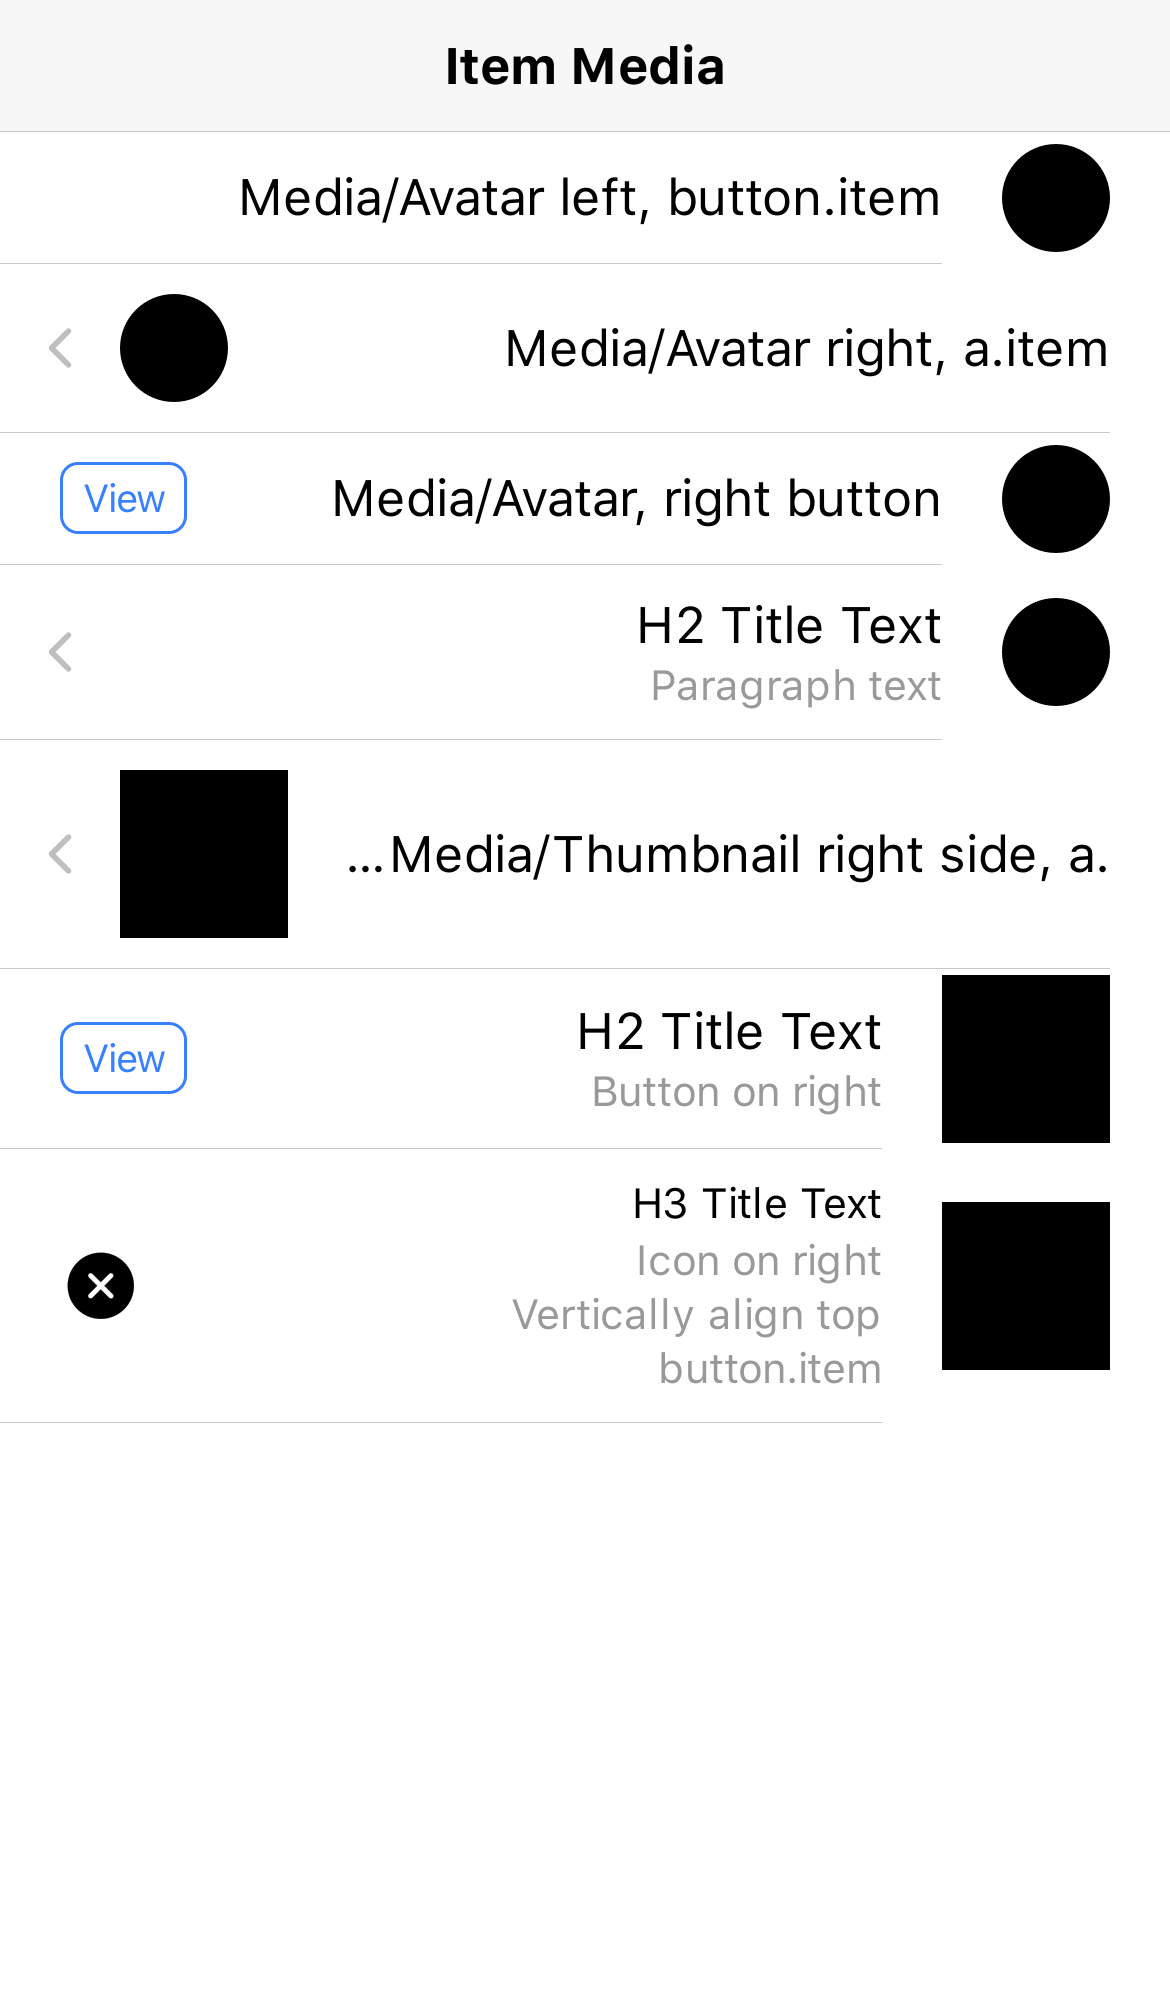 Item Media
Media/Avatar left, button.item
Media/Avatar right, a.item
View
Media/Avatar, right button
H2 Title Text
Paragraph text
...Media/Thumbnail right side, a.
View
H2 Title Text
Button on right
H3 Title Text
Icon on right
Vertically align top
button.item